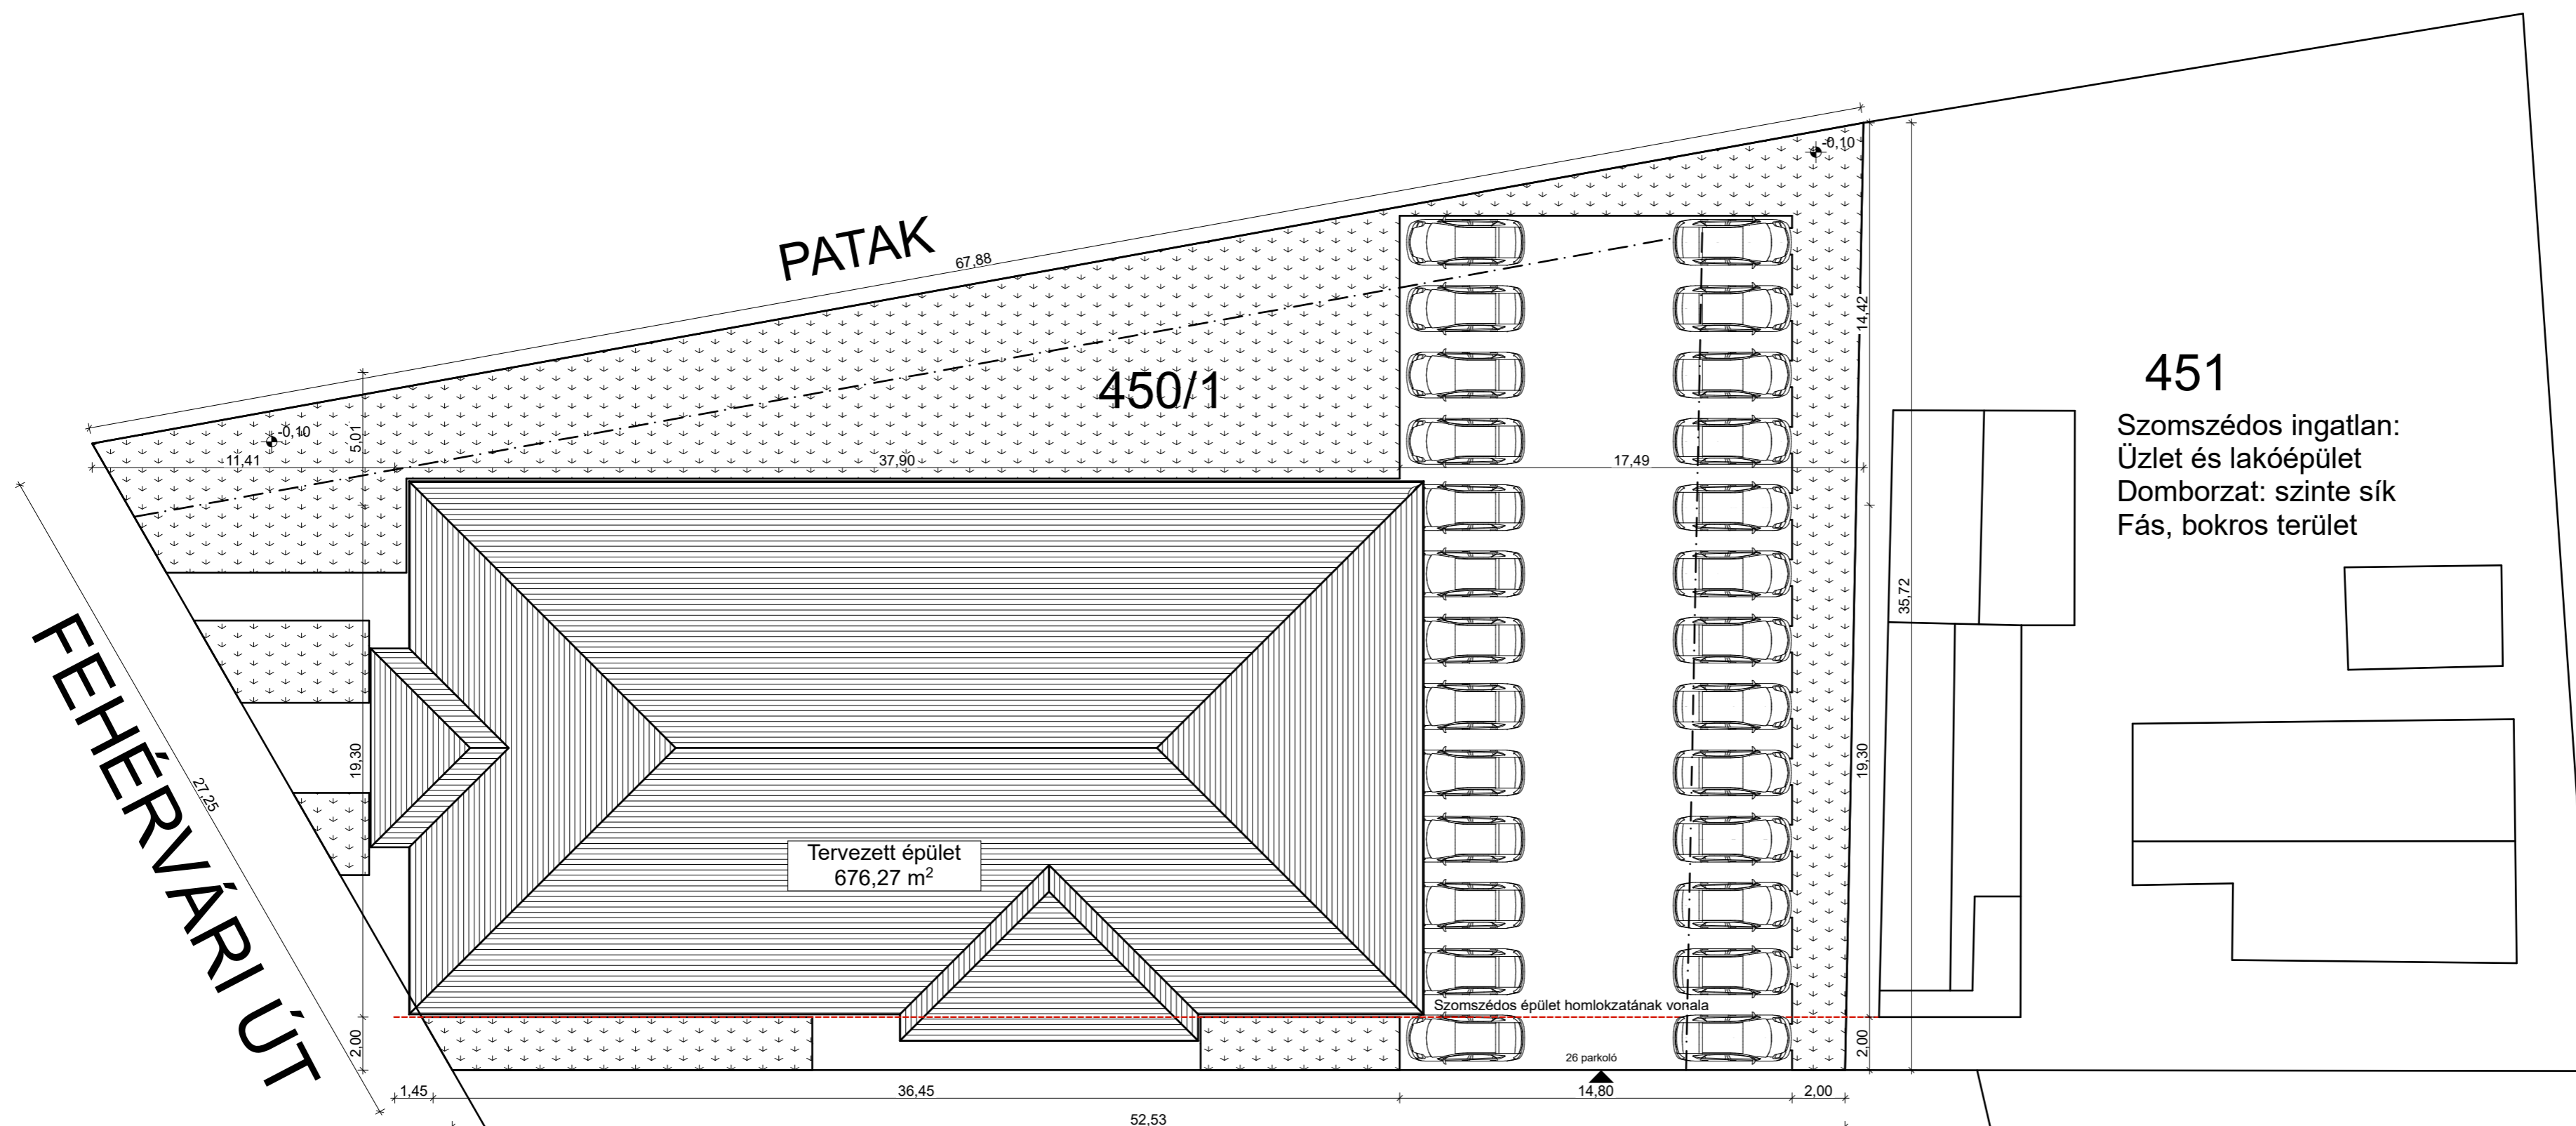 -0,10
PATAK
67,88
14,42
451
450/1
Szomszédos ingatlan:
Üzlet és lakóépület
Domborzat: szinte sík
Fás, bokros terület
-0,10
5,01
11,41
37,90
17,49
35,72
FEHÉRVÁRI ÚT
27,25
19,30
19,30
Tervezett épület
676,27 m²
Szomszédos épület homlokzatának vonala
2,00
2,00
26 parkoló
1,45
36,45
14,80
2,00
52,53